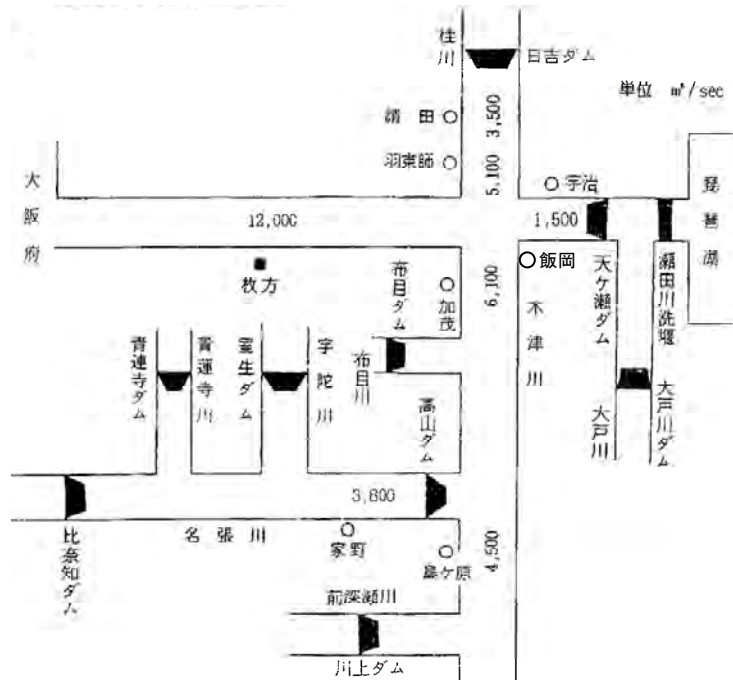 桂川
日吉ダム
単位 m³/sec
請田
3,500
羽束師
5,100
宇治
琵琶湖
大阪府
12,000
1,500
枚方
布目ダム
加茂
6,100
飯岡
木津川
天ケ瀬ダム
瀬田川洗堰
青蓮寺ダム
青蓮寺川
室生ダム
宇陀川
布目川
高山ダム
大戸川
大戸川ダム
3,800
比奈知ダム
名張川
家野
島ケ原
4,500
前深瀬川
川上ダム